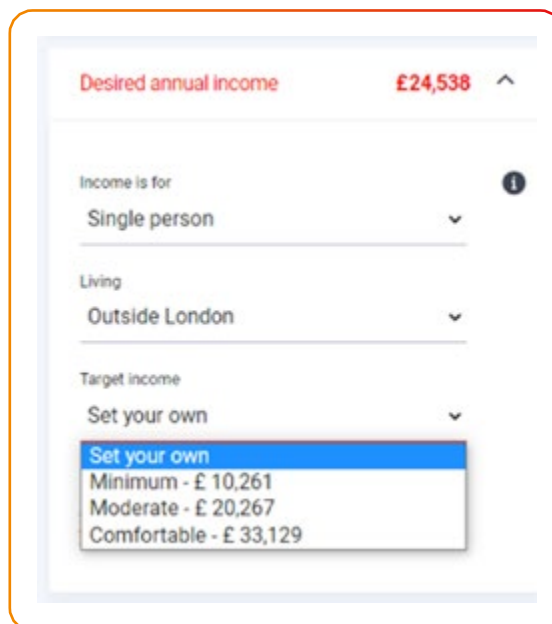 Desired annual income £24,538
Income is for
Single person
Living
Outside London
Target income
Set your own
Set your own
Minimum - £ 10,261
Moderate - £ 20,267
Comfortable - £ 33,129